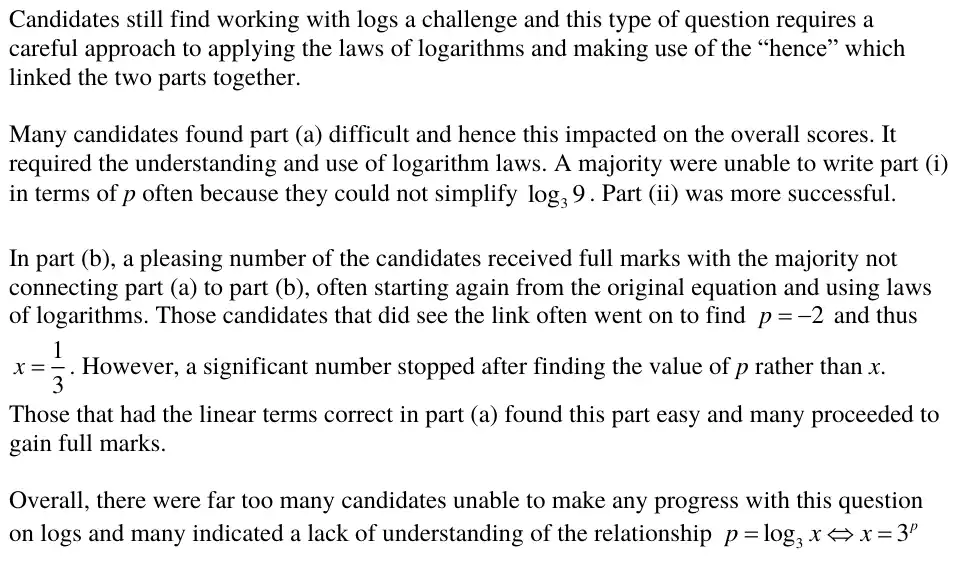 Candidates still find working with logs a challenge and this type of question requires a
careful approach to applying the laws of logarithms and making use of the “hence” which
linked the two parts together.
Many candidates found part (a) difficult and hence this impacted on the overall scores. It
required the understanding and use of logarithm laws. A majority were unable to write part (i)
in terms of p often because they could not simplify log₃ 9 . Part (ii) was more successful.
In part (b), a pleasing number of the candidates received full marks with the majority not
connecting part (a) to part (b), often starting again from the original equation and using laws
of logarithms. Those candidates that did see the link often went on to find p = −2 and thus
x = 1/3 . However, a significant number stopped after finding the value of p rather than x.
Those that had the linear terms correct in part (a) found this part easy and many proceeded to
gain full marks.
Overall, there were far too many candidates unable to make any progress with this question
on logs and many indicated a lack of understanding of the relationship p = log₃ x ⇔ x = 3ᵖ